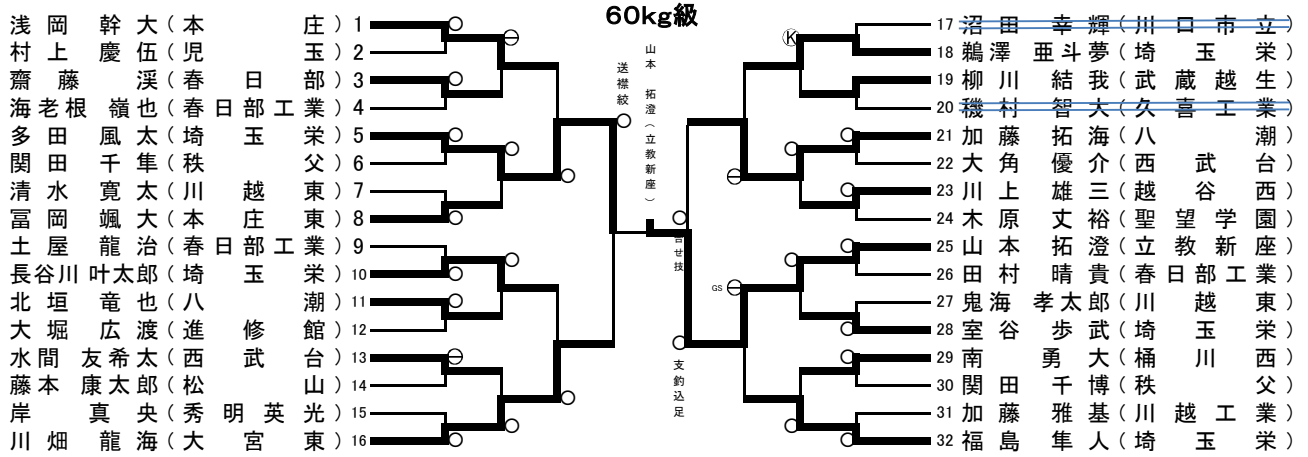 60kg級
浅岡 幹大(本庄) 1
村上 慶伍(児玉) 2
齋藤 渓(春日部) 3
海老根 嶺也(春日部工業) 4
多田 風太(埼玉栄) 5
関田 千隼(秩父) 6
清水 寛太(川越東) 7
冨岡 颯大(本庄東) 8
土屋 龍治(春日部工業) 9
長谷川 叶太郎(埼玉栄) 10
北垣 竜也(八潮) 11
大堀 広渡(進修館) 12
水間 友希太(西武台) 13
藤本 康太郎(松山) 14
岸 真央(秀明英光) 15
川畑 龍海(大宮東) 16
送襟絞
山本 拓澄(立教新座)
合せ技
支釣込足
K
GS
17 沼田 幸輝(川口市立)
18 鵜澤 亜斗夢(埼玉栄)
19 柳川 結我(武蔵越生)
20 磯村 智大(久喜工業)
21 加藤 拓海(八潮)
22 大角 優介(西武台)
23 川上 雄三(越谷西)
24 木原 丈裕(聖望学園)
25 山本 拓澄(立教新座)
26 田村 晴貴(春日部工業)
27 鬼海 孝太郎(川越東)
28 室谷 歩武(埼玉栄)
29 南 勇大(桶川西)
30 関田 千博(秩父)
31 加藤 雅基(川越工業)
32 福島 隼人(埼玉栄)